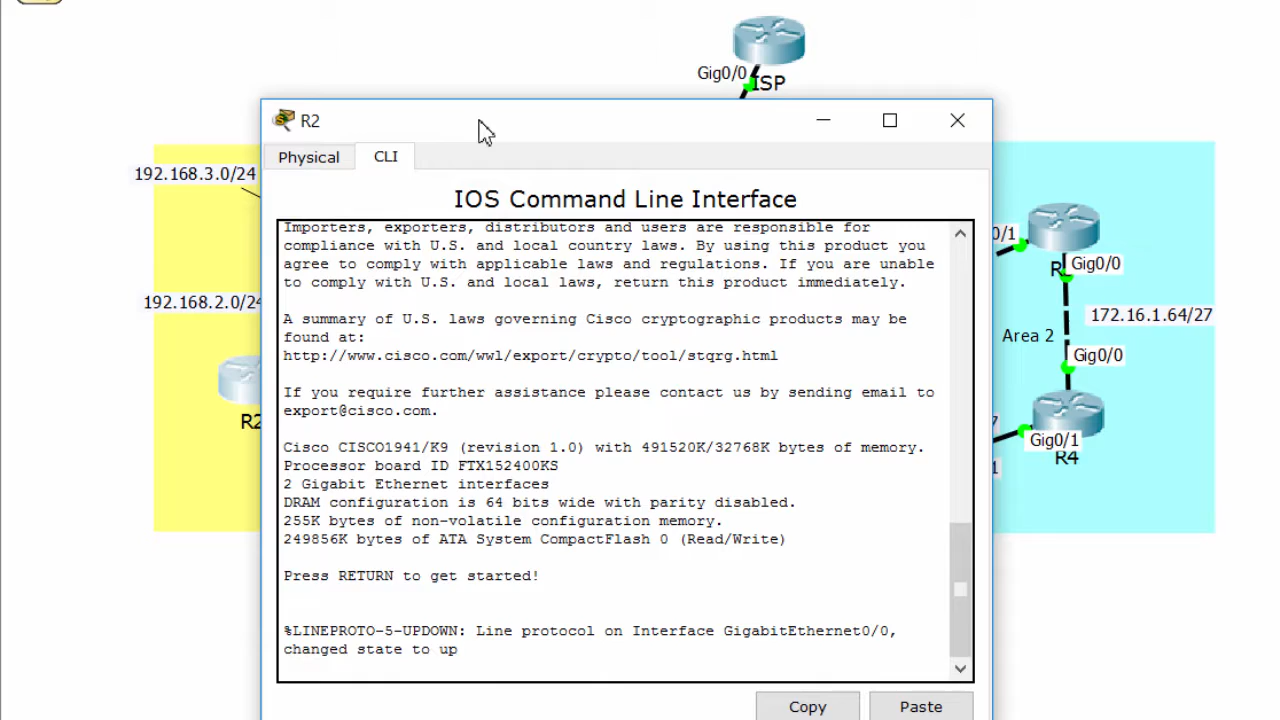 Gig0/0
ISP
R2
Physical
CLI
192.168.3.0/24
IOS Command Line Interface
Importers, exporters, distributors and users are responsible for
compliance with U.S. and local country laws. By using this product you
agree to comply with applicable laws and regulations. If you are unable
to comply with U.S. and local laws, return this product immediately.
A summary of U.S. laws governing Cisco cryptographic products may be
found at:
http://www.cisco.com/wwl/export/crypto/tool/stqrg.html
If you require further assistance please contact us by sending email to
export@cisco.com.
Cisco CISCO1941/K9 (revision 1.0) with 491520K/32768K bytes of memory.
Processor board ID FTX152400KS
2 Gigabit Ethernet interfaces
DRAM configuration is 64 bits wide with parity disabled.
255K bytes of non-volatile configuration memory.
249856K bytes of ATA System CompactFlash 0 (Read/Write)
Press RETURN to get started!
%LINEPROTO-5-UPDOWN: Line protocol on Interface GigabitEthernet0/0,
changed state to up
Copy
Paste
192.168.2.0/24
R2
0/1
Gig0/0
172.16.1.64/27
Area 2
Gig0/0
Gig0/1
R4